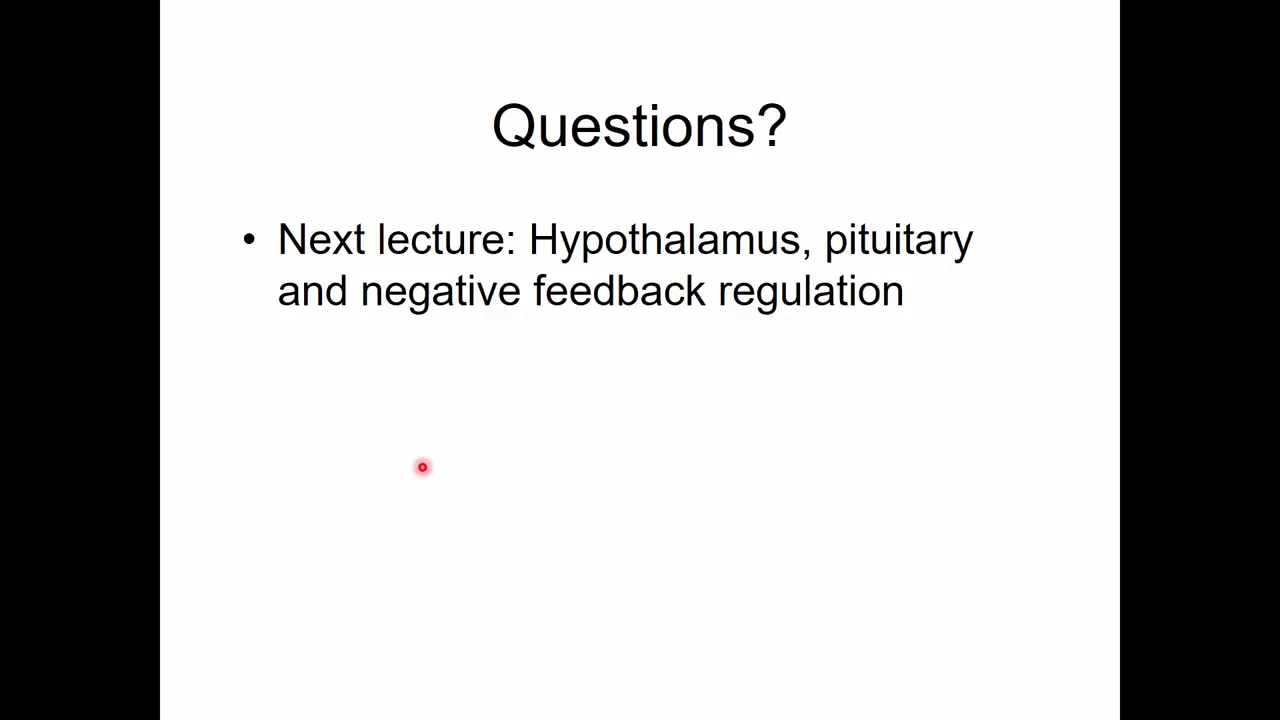 Questions?
• Next lecture: Hypothalamus, pituitary
and negative feedback regulation